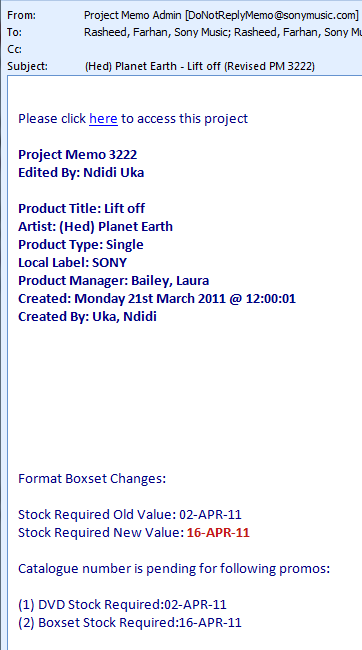 From: Project Memo Admin [DoNotReplyMemo@sonymusic.com]
To: Rasheed, Farhan, Sony Music; Rasheed, Farhan, Sony
Cc:
Subject: (Hed) Planet Earth - Lift off (Revised PM 3222)
Please click here to access this project
Project Memo 3222
Edited By: Ndidi Uka
Product Title: Lift off
Artist: (Hed) Planet Earth
Product Type: Single
Local Label: SONY
Product Manager: Bailey, Laura
Created: Monday 21st March 2011 @ 12:00:01
Created By: Uka, Ndidi
Format Boxset Changes:
Stock Required Old Value: 02-APR-11
Stock Required New Value: 16-APR-11
Catalogue number is pending for following promos:
(1) DVD Stock Required:02-APR-11
(2) Boxset Stock Required:16-APR-11